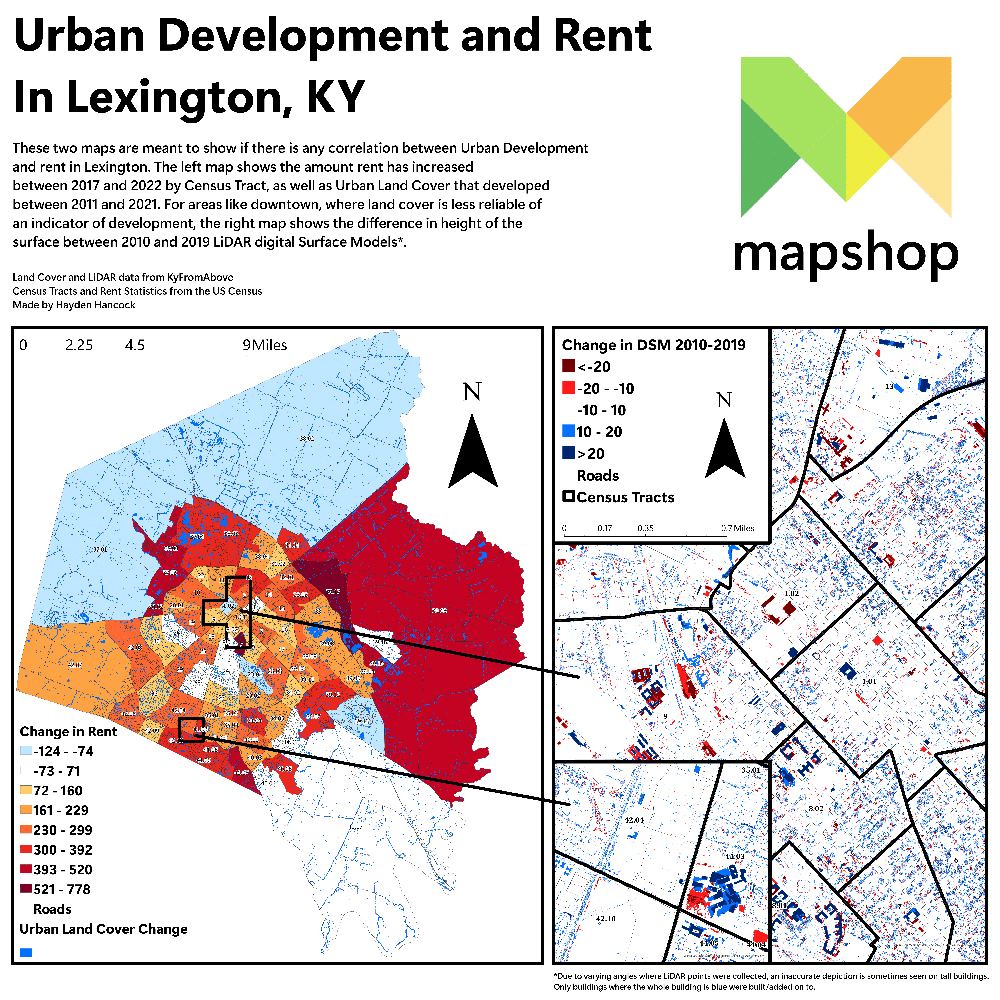 Urban Development and Rent
In Lexington, KY
These two maps are meant to show if there is any correlation between Urban Development
and rent in Lexington. The left map shows the amount rent has increased
between 2017 and 2022 by Census Tract, as well as Urban Land Cover that developed
between 2011 and 2021. For areas like downtown, where land cover is less reliable of
an indicator of development, the right map shows the difference in height of the
surface between 2010 and 2019 LiDAR digital Surface Models*.
Land Cover and LiDAR data from KyFromAbove
Census Tracts and Rent Statistics from the US Census
Made by Hayden Hancock
mapshop
0 2.25 4.5 9 Miles
N
38.01
37.01
Change in Rent
-124 - -74
-73 - 71
72 - 160
161 - 229
230 - 299
300 - 392
393 - 520
521 - 778
Roads
Urban Land Cover Change
Change in DSM 2010-2019
<-20
-20 - -10
-10 - 10
10 - 20
>20
Roads
Census Tracts
N
0 0.17 0.35 0.7 Miles
13
1.02
1.01
9
8.02
6
35.01
42.04
42.10
*Due to varying angles where LiDAR points were collected, an inaccurate depiction is sometimes seen on tall buildings.
Only buildings where the whole building is blue were built/added on to.